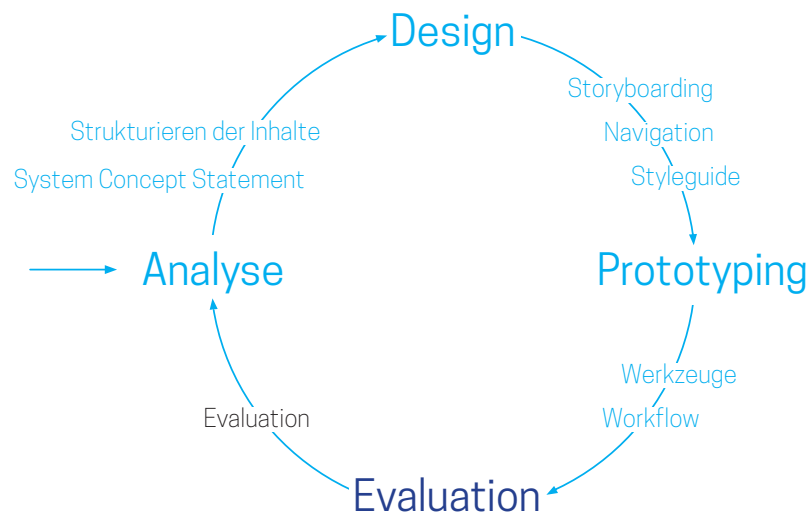 Design
Storyboarding
Strukturieren der Inhalte
Navigation
System Concept Statement
Styleguide
Analyse
Prototyping
Werkzeuge
Evaluation
Workflow
Evaluation